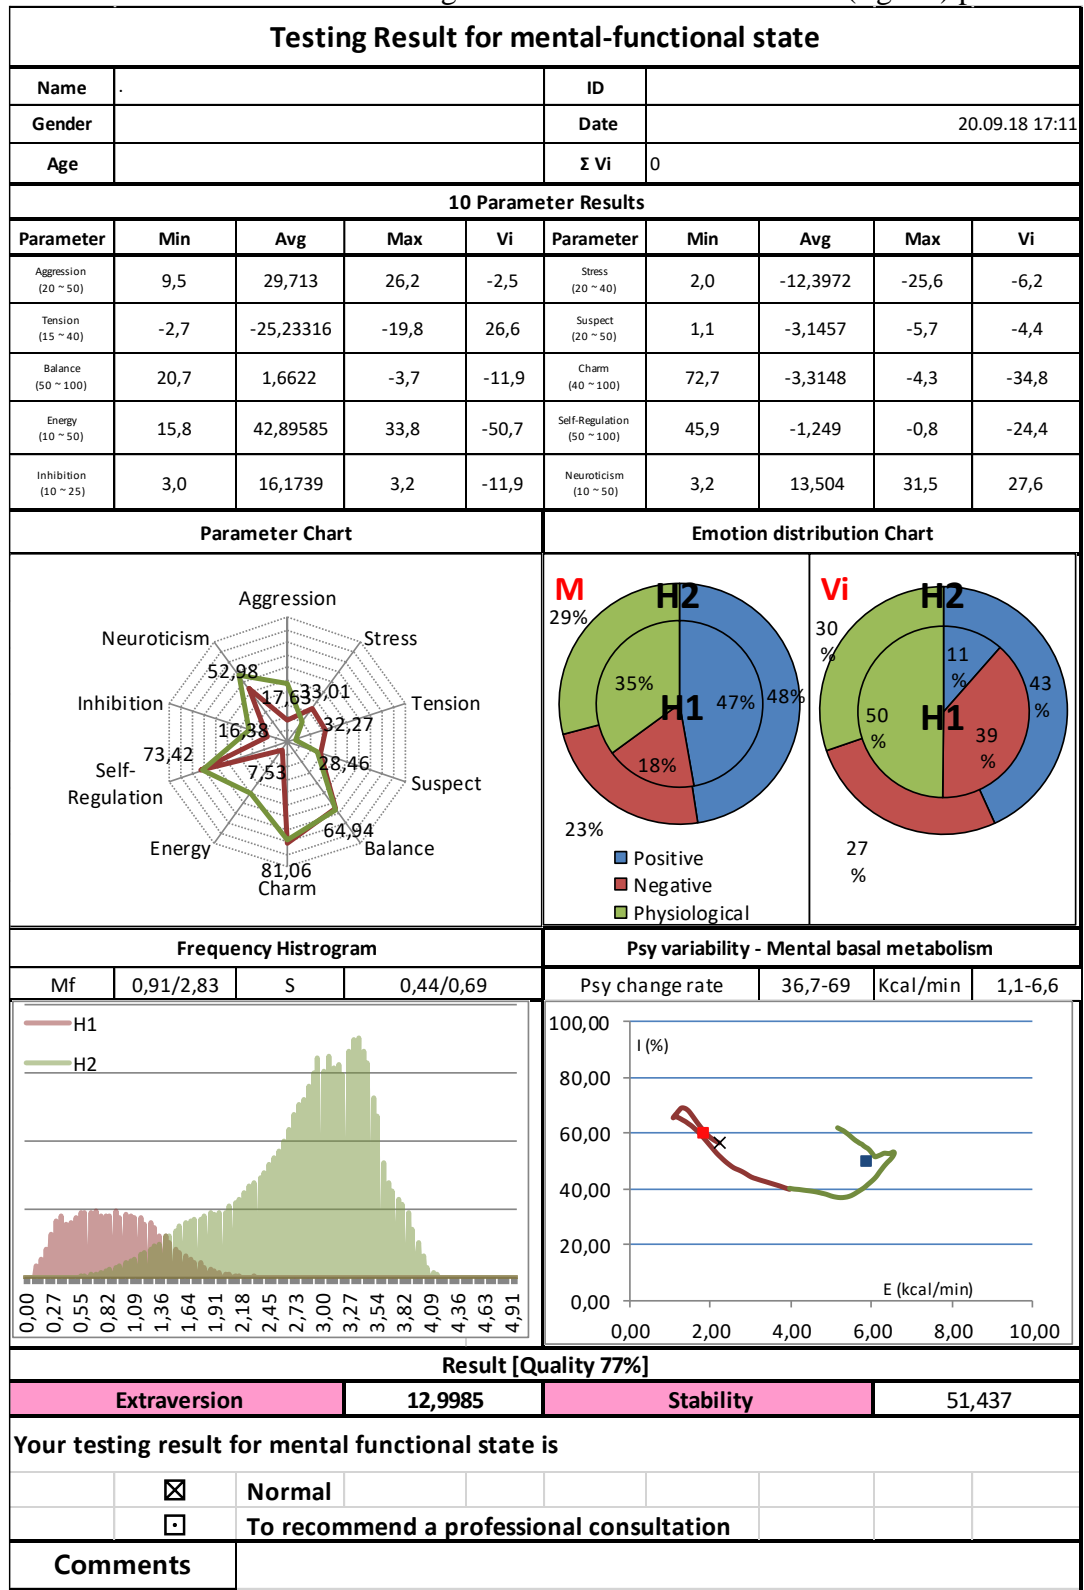 Testing Result for mental-functional state
Name . ID
Gender Date 20.09.18 17:11
Age Σ Vi 0
10 Parameter Results
Parameter Min Avg Max Vi Parameter Min Avg Max Vi
Aggression (20 ~ 50) 9,5 29,713 26,2 -2,5 Stress (20 ~ 40) 2,0 -12,3972 -25,6 -6,2
Tension (15 ~ 40) -2,7 -25,23316 -19,8 26,6 Suspect (20 ~ 50) 1,1 -3,1457 -5,7 -4,4
Balance (50 ~ 100) 20,7 1,6622 -3,7 -11,9 Charm (40 ~ 100) 72,7 -3,3148 -4,3 -34,8
Energy (10 ~ 50) 15,8 42,89585 33,8 -50,7 Self-Regulation (50 ~ 100) 45,9 -1,249 -0,8 -24,4
Inhibition (10 ~ 25) 3,0 16,1739 3,2 -11,9 Neuroticism (10 ~ 50) 3,2 13,504 31,5 27,6
Parameter Chart Emotion distribution Chart
Aggression
Neuroticism Stress
52,98 17,63 33,01
Inhibition Tension
16,38 32,27
73,42 7,53 28,46
Self-Regulation Suspect
64,94
Energy Balance
81,06
Charm
M H2
29%
35% H1 47% 48%
18%
23%
Positive
Negative
Physiological
Vi H2
30%
11%
43%
50% H1
39%
27%
Frequency Histrogram Psy variability - Mental basal metabolism
Mf 0,91/2,83 S 0,44/0,69 Psy change rate 36,7-69 Kcal/min 1,1-6,6
H1
H2
0,00 0,27 0,55 0,82 1,09 1,36 1,64 1,91 2,18 2,45 2,73 3,00 3,27 3,54 3,82 4,09 4,36 4,63 4,91
100,00
I (%)
80,00
60,00
40,00
20,00
E (kcal/min)
0,00
0,00 2,00 4,00 6,00 8,00 10,00
Result [Quality 77%]
Extraversion 12,9985 Stability 51,437
Your testing result for mental functional state is
Normal
To recommend a professional consultation
Comments